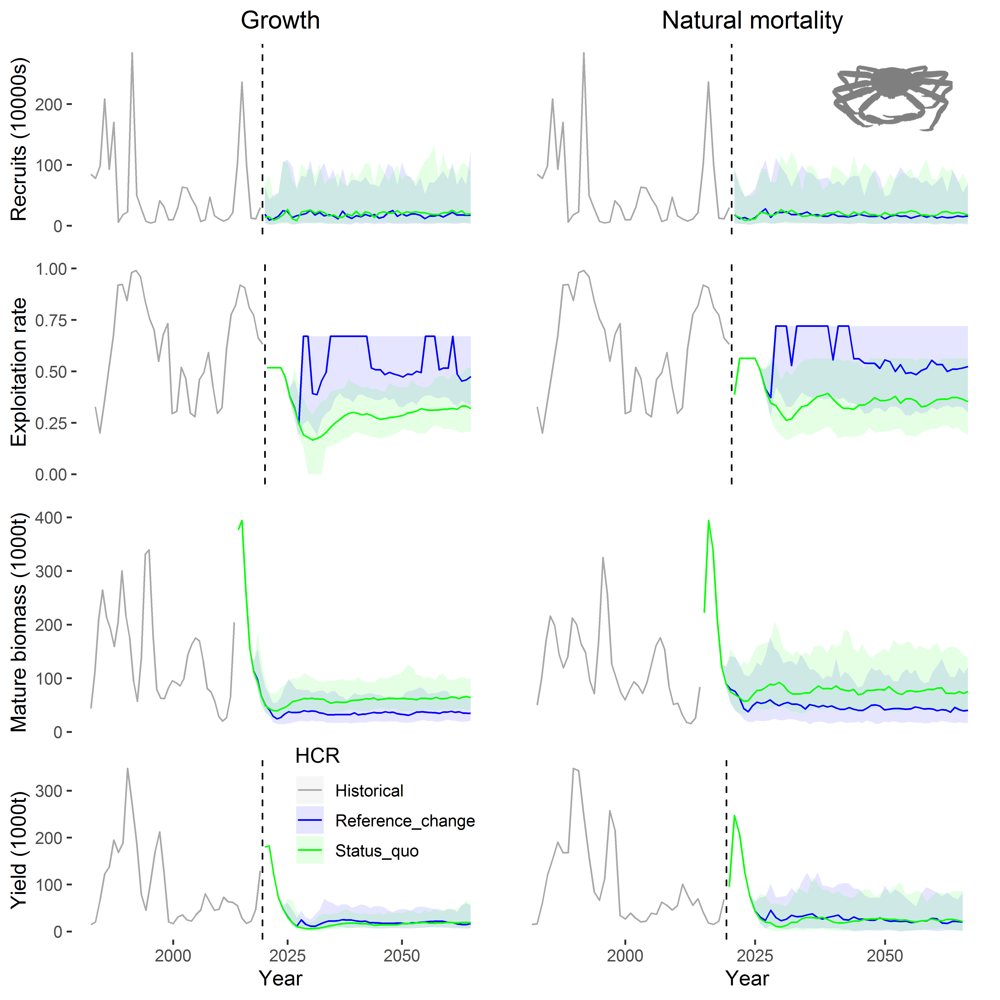 Growth
Natural mortality
Recruits (10000s)
200
100
0
Exploitation rate
1.00
0.75
0.50
0.25
0.00
Mature biomass (1000t)
400
300
200
100
0
Yield (1000t)
300
200
100
0
HCR
Historical
Reference_change
Status_quo
2000 2025 2050
2000 2025 2050
Year
Year